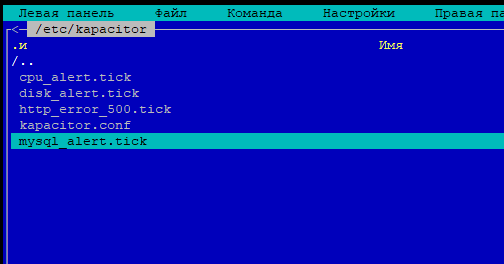 Левая панель Файл Команда Настройки Правая па
<─ /etc/kapacitor
.и Имя
/..
cpu_alert.tick
disk_alert.tick
http_error_500.tick
kapacitor.conf
mysql_alert.tick